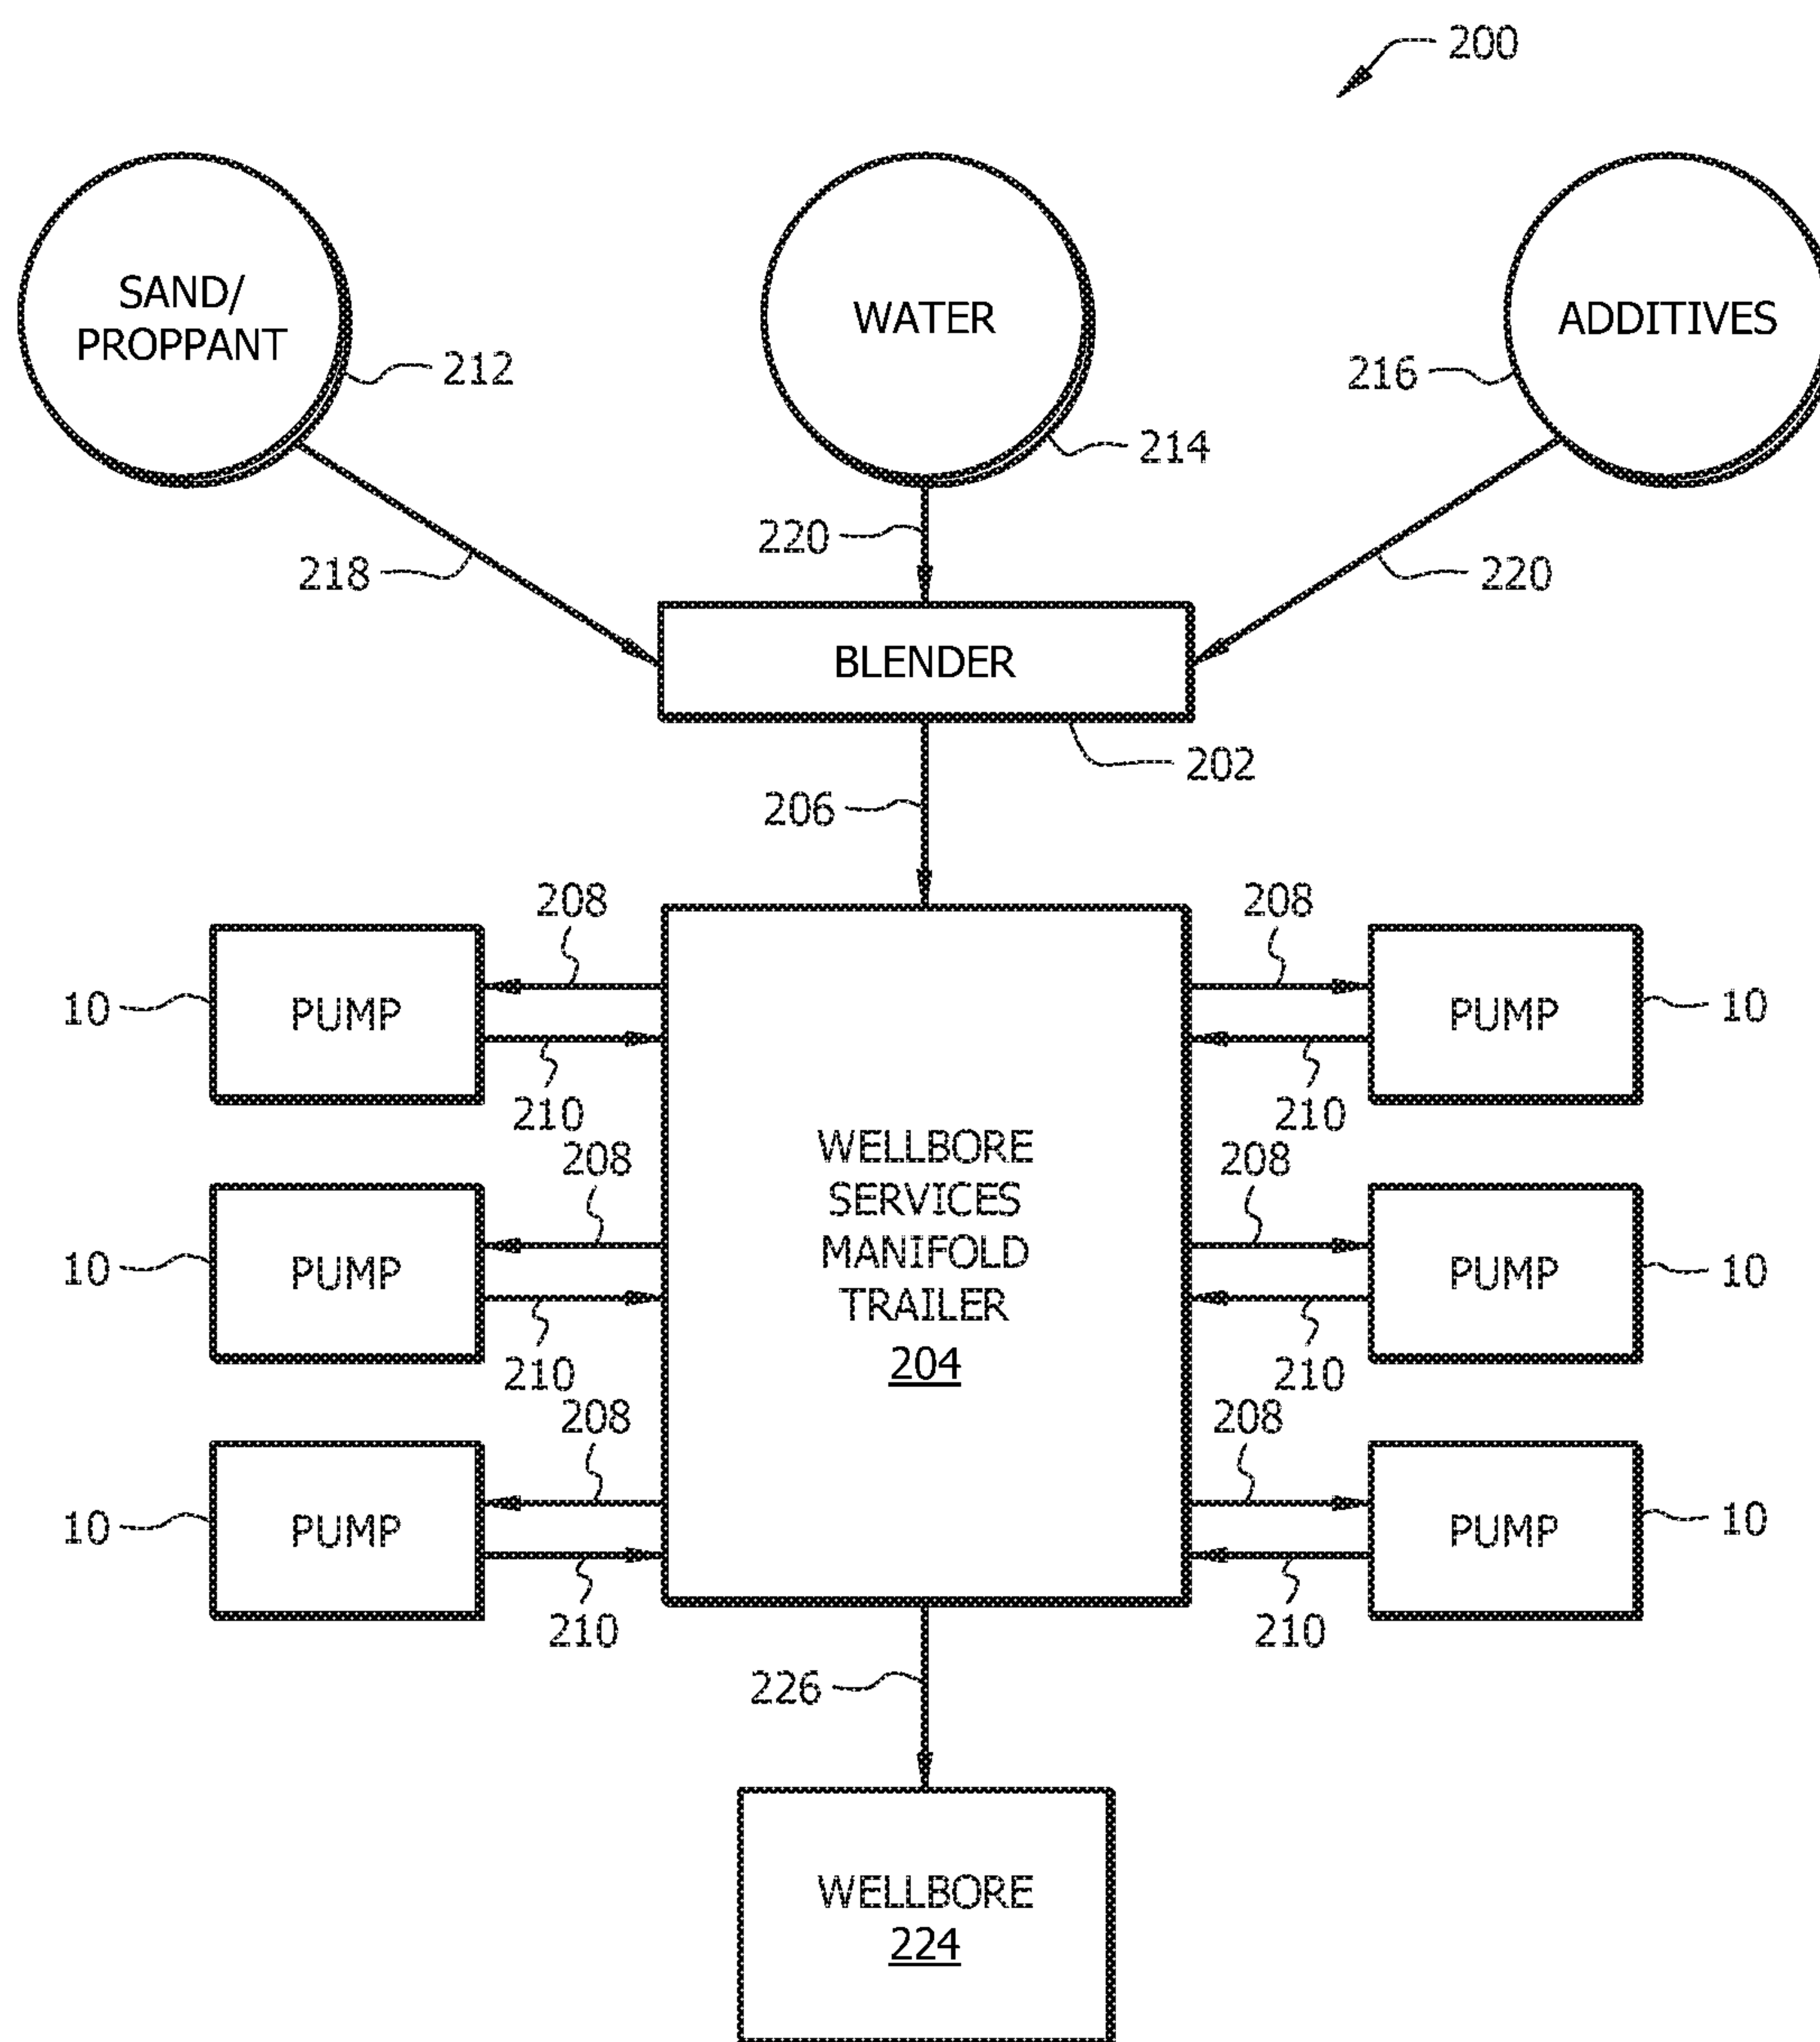 200
SAND/
PROPPANT
WATER
ADDITIVES
212
216
214
220
218
220
BLENDER
202
206
208
208
10
PUMP
PUMP
10
210
210
WELLBORE
SERVICES
MANIFOLD
TRAILER
204
208
208
10
PUMP
PUMP
10
210
210
208
208
10
PUMP
PUMP
10
210
210
226
WELLBORE
224